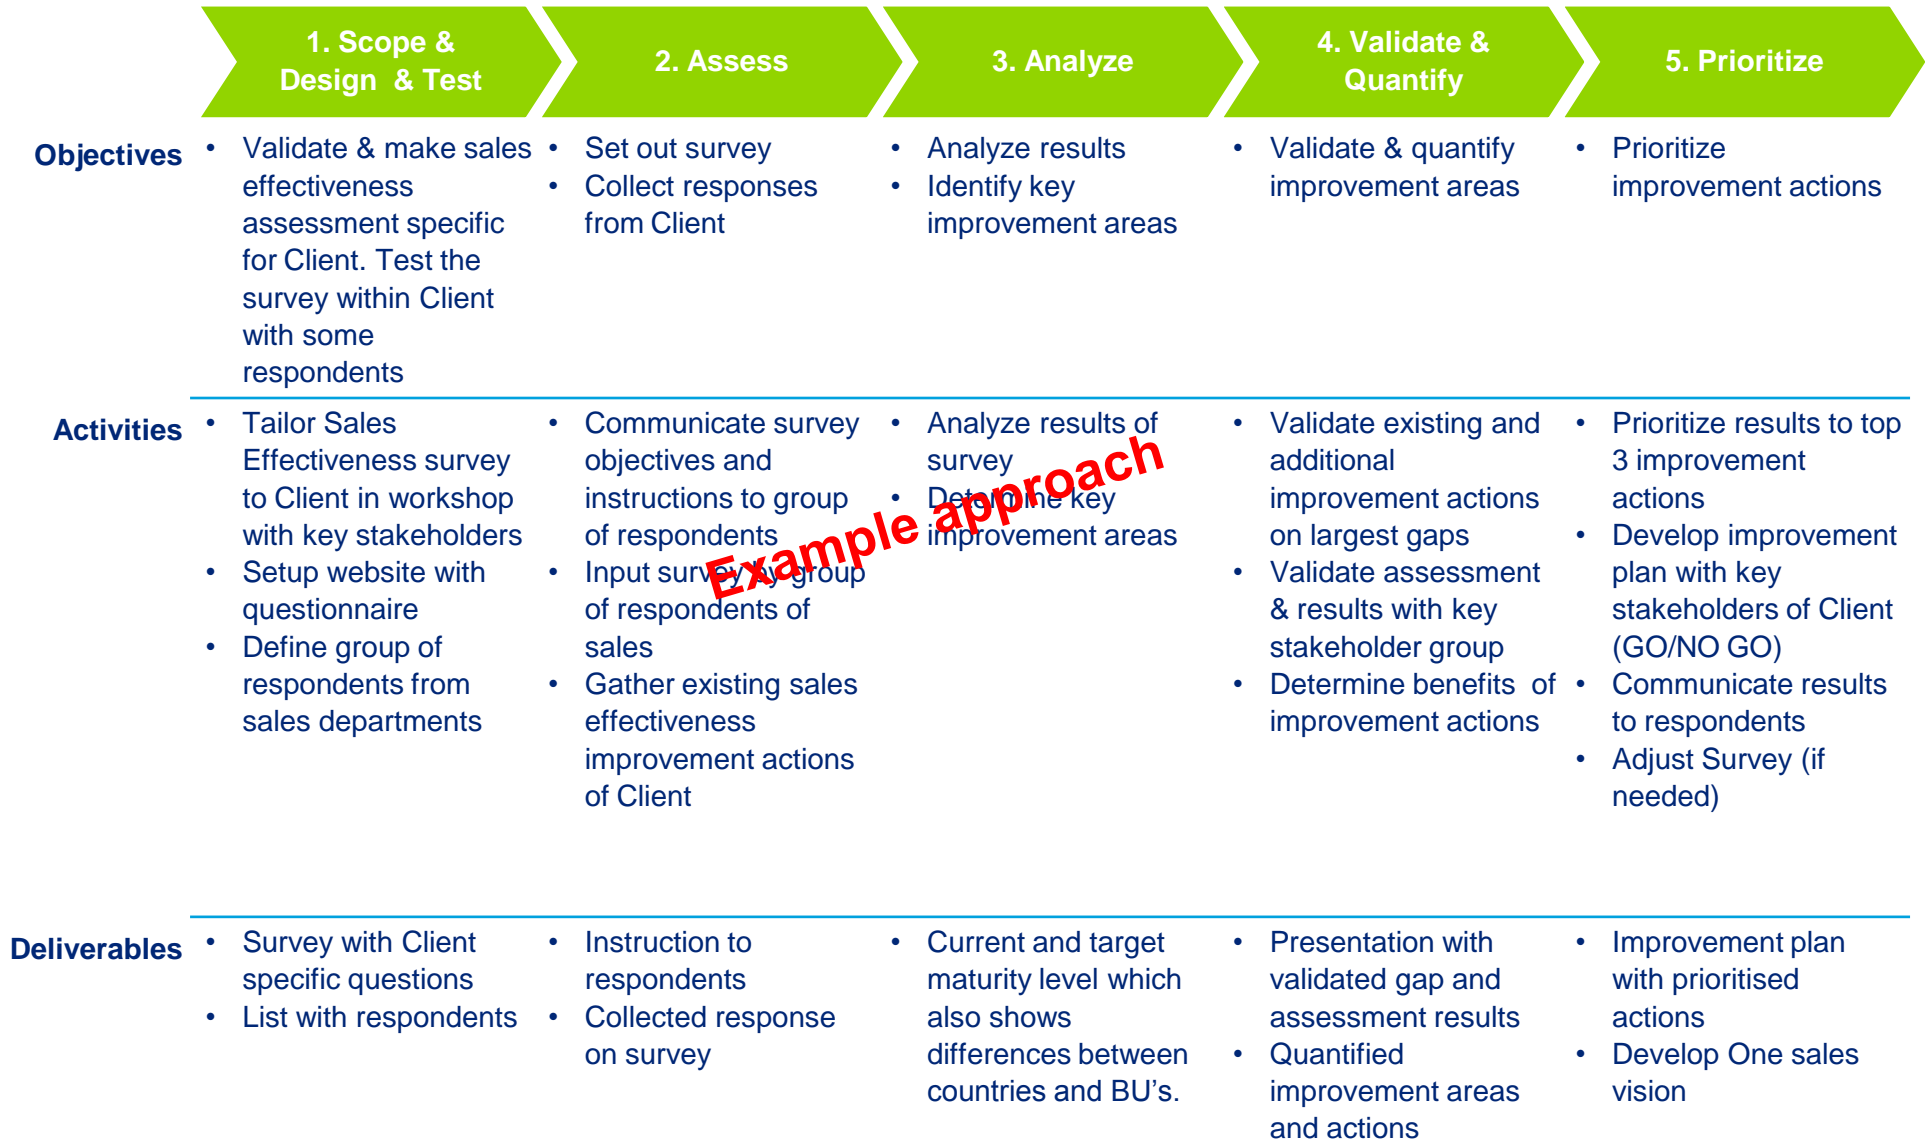 1. Scope &
Design & Test
2. Assess
3. Analyze
4. Validate &
Quantify
5. Prioritize
Objectives
• Validate & make sales
effectiveness
assessment specific
for Client. Test the
survey within Client
with some
respondents
• Set out survey
• Collect responses
from Client
• Analyze results
• Identify key
improvement areas
• Validate & quantify
improvement areas
• Prioritize
improvement actions
Activities
• Tailor Sales
Effectiveness survey
to Client in workshop
with key stakeholders
• Setup website with
questionnaire
• Define group of
respondents from
sales departments
• Communicate survey
objectives and
instructions to group
of respondents
• Input survey by group
of respondents of
sales
• Gather existing sales
effectiveness
improvement actions
of Client
• Analyze results of
survey
• Determine key
improvement areas
Example approach
• Validate existing and
additional
improvement actions
on largest gaps
• Validate assessment
& results with key
stakeholder group
• Determine benefits of
improvement actions
• Prioritize results to top
3 improvement
actions
• Develop improvement
plan with key
stakeholders of Client
(GO/NO GO)
• Communicate results
to respondents
• Adjust Survey (if
needed)
Deliverables
• Survey with Client
specific questions
• List with respondents
• Instruction to
respondents
• Collected response
on survey
• Current and target
maturity level which
also shows
differences between
countries and BU’s.
• Presentation with
validated gap and
assessment results
• Quantified
improvement areas
and actions
• Improvement plan
with prioritised
actions
• Develop One sales
vision